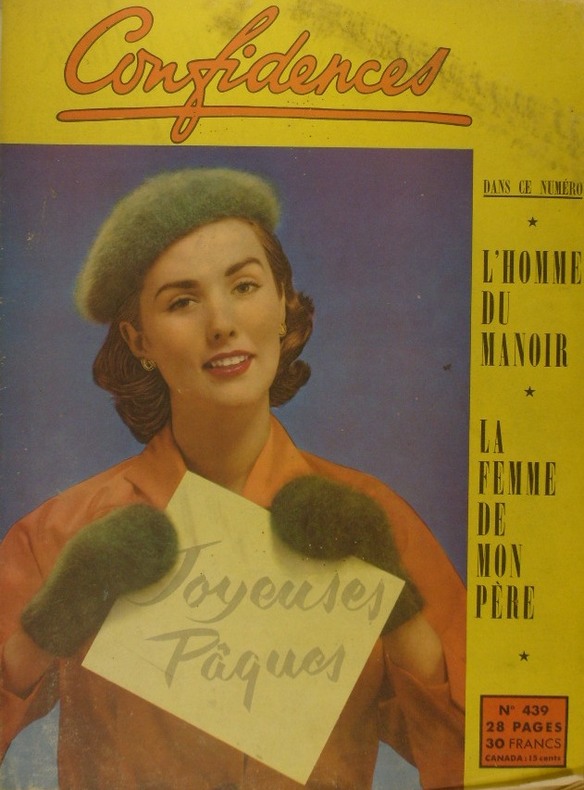 Confidences
DANS CE NUMÉRO
L'HOMME
DU
MANOIR
LA
FEMME
DE
MON
PÈRE
Joyeuses
Pâques
N° 439
28 PAGES
30 FRANCS
CANADA : 15 cents